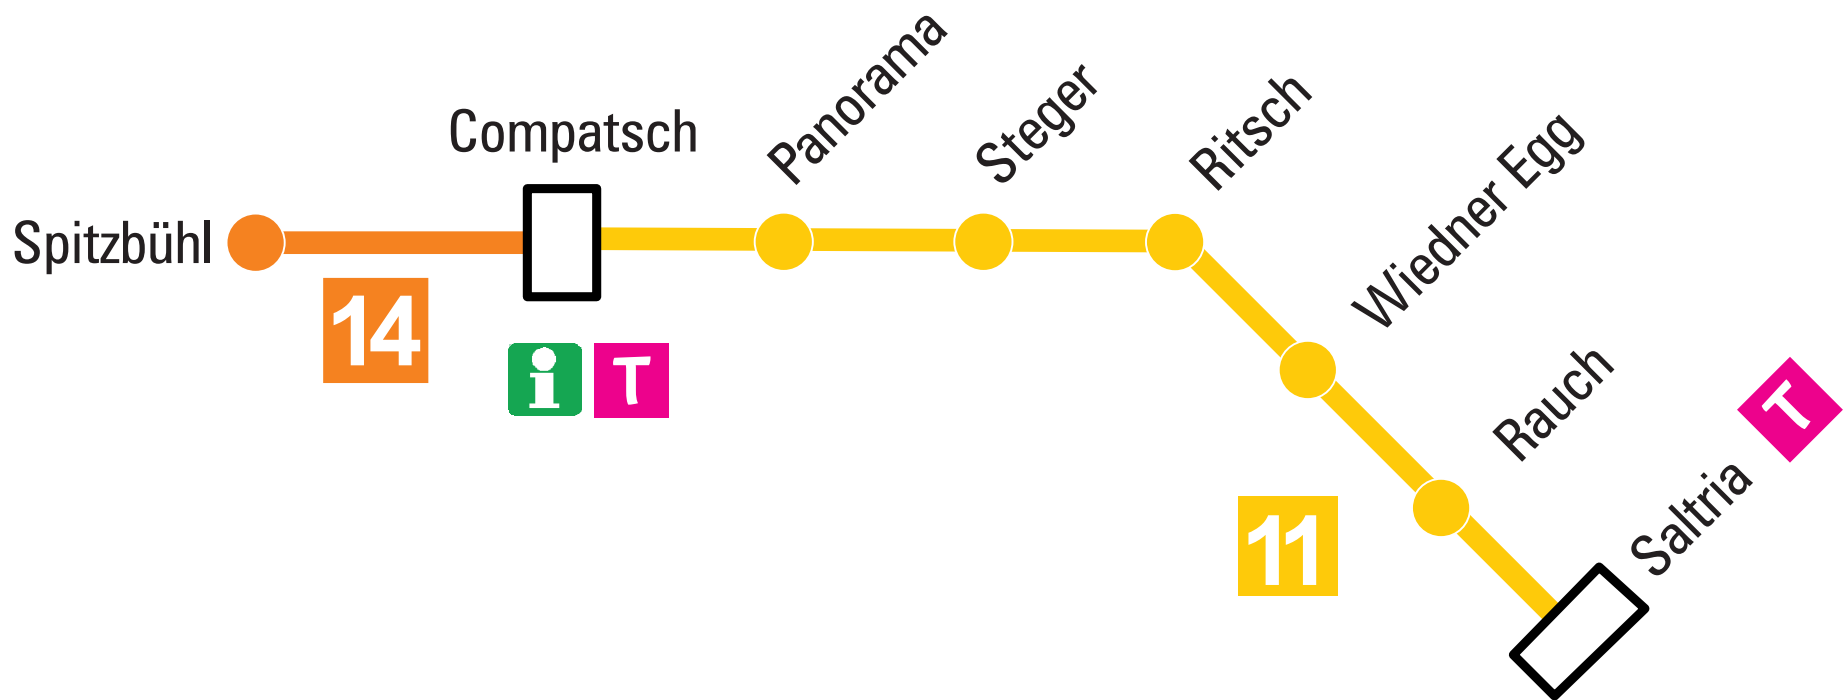 Spitzbühl
14
Compatsch
i T
Panorama
Steger
Ritsch
Wiedner Egg
Rauch
11
Saltria
T